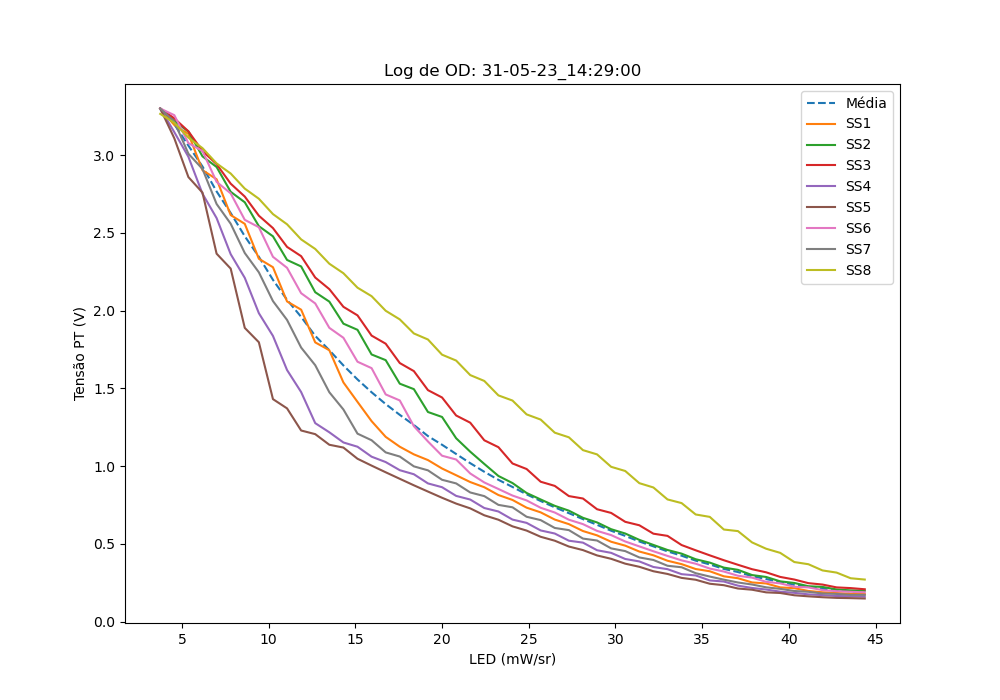 Log de OD: 31-05-23_14:29:00
Tensão PT (V)
3.0
2.5
2.0
1.5
1.0
0.5
0.0
5 10 15 20 25 30 35 40 45
LED (mW/sr)
Média
SS1
SS2
SS3
SS4
SS5
SS6
SS7
SS8